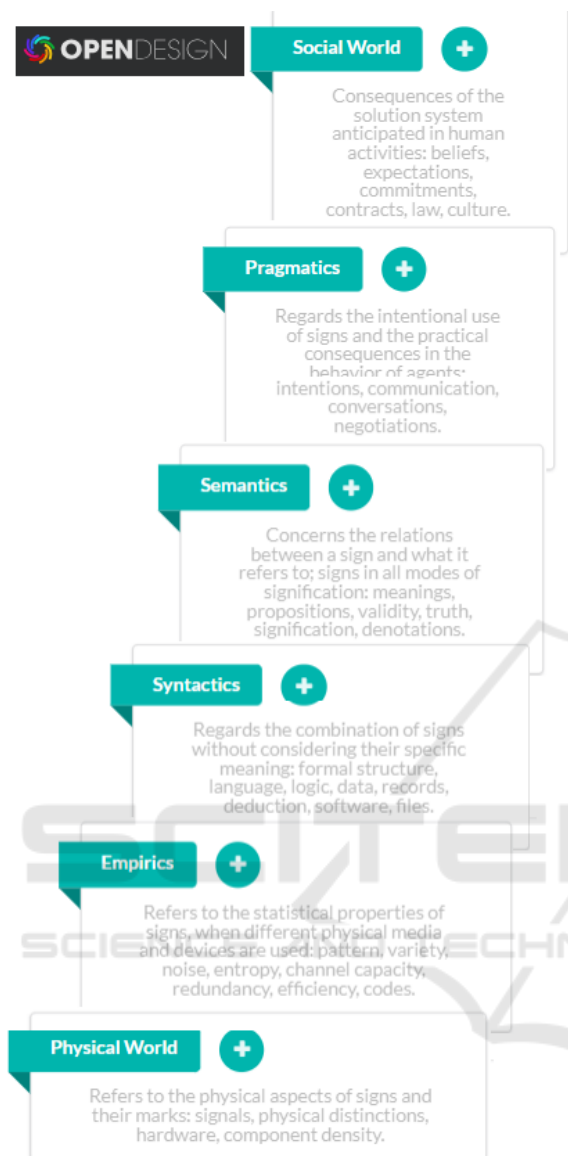 OPENDESIGN
Social World
Consequences of the
solution system
anticipated in human
activities: beliefs,
expectations,
commitments,
contracts, law, culture.
Pragmatics
Regards the intentional use
of signs and the practical
consequences in the
behavior of agents:
intentions, communication,
conversations,
negotiations.
Semantics
Concerns the relations
between a sign and what it
refers to; signs in all modes of
signification: meanings,
propositions, validity, truth,
signification, denotations.
Syntactics
Regards the combination of signs
without considering their specific
meaning: formal structure,
language, logic, data, records,
deduction, software, files.
Empirics
Refers to the statistical properties of
signs, when different physical media
and devices are used: pattern, variety,
noise, entropy, channel capacity,
redundancy, efficiency, codes.
Physical World
Refers to the physical aspects of signs and
their marks: signals, physical distinctions,
hardware, component density.